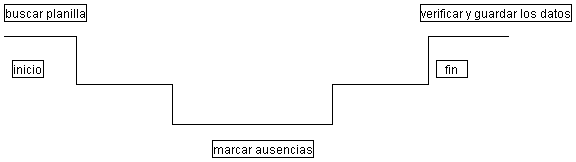 buscar planilla
verificar y guardar los datos
inicio
fin
marcar ausencias